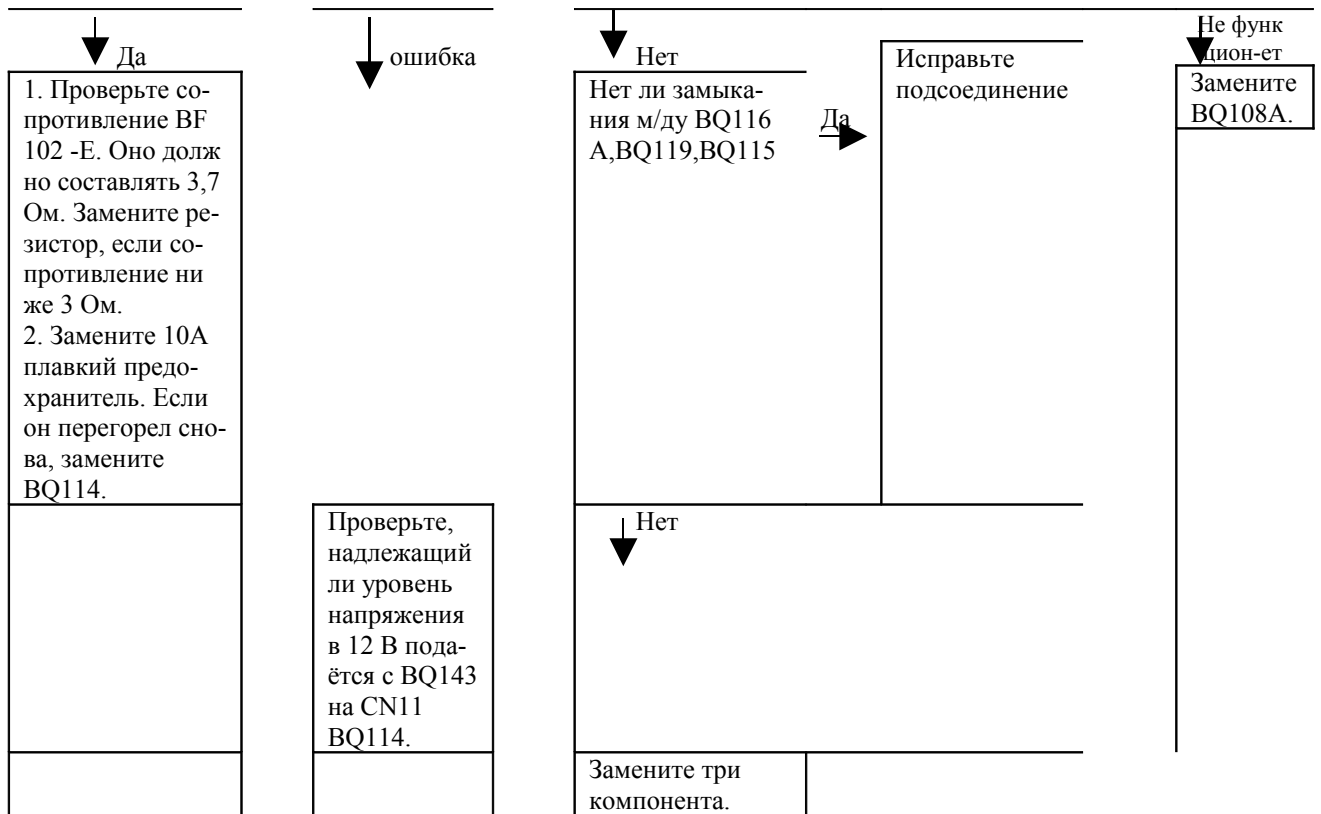 Да
1. Проверьте со-
противление BF
102 -Е. Оно долж
но составлять 3,7
Ом. Замените ре-
зистор, если со-
противление ни
же 3 Ом.
2. Замените 10А
плавкий предо-
хранитель. Если
он перегорел сно-
ва, замените
BQ114.
ошибка
Проверьте,
надлежащий
ли уровень
напряжения
в 12 В пода-
ётся с BQ143
на CN11
BQ114.
Нет
Нет ли замыка-
ния м/ду BQ116
A,BQ119,BQ115
Да
Исправьте
подсоединение
Нет
Замените три
компонента.
Не функ
цион-ет
Замените
BQ108A.